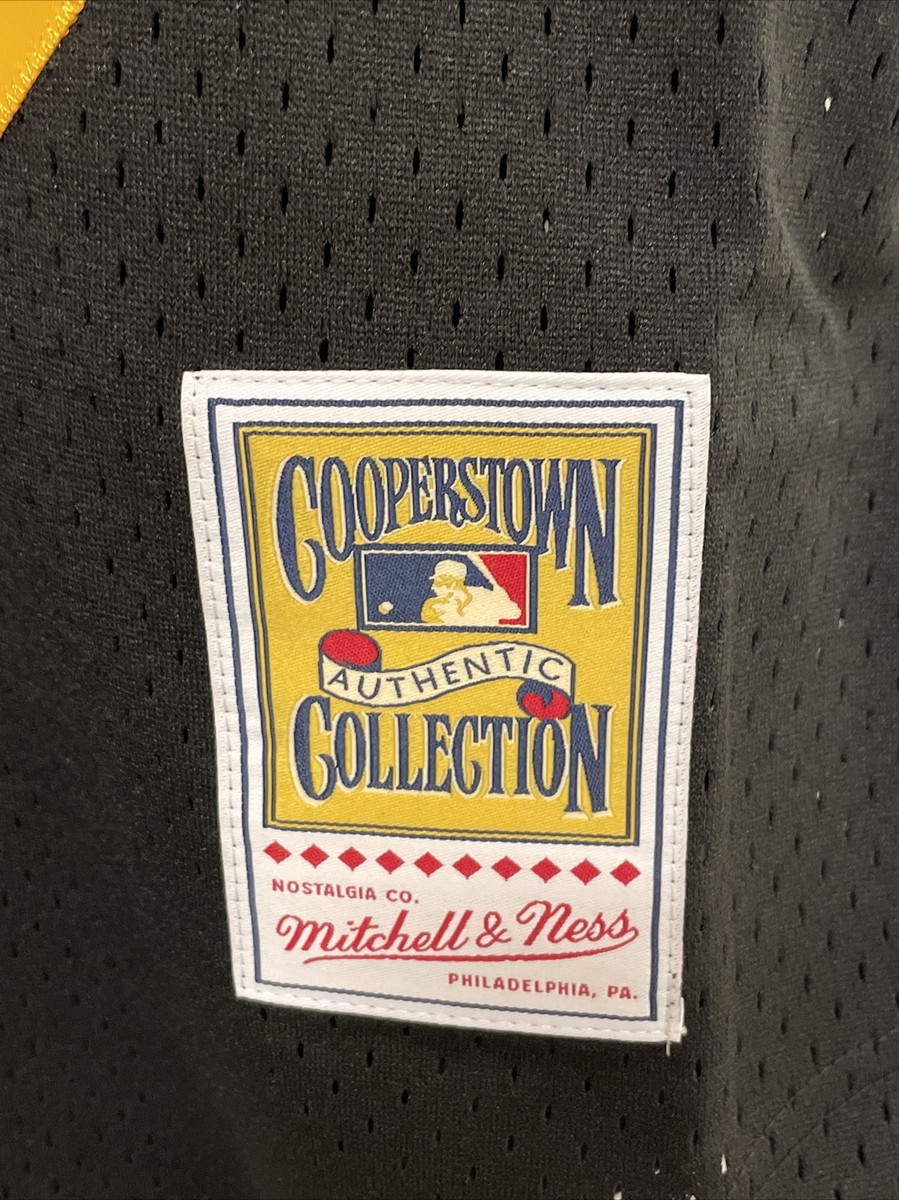 COOPERSTOWN
AUTHENTIC
COLLECTION
NOSTALGIA CO.
Mitchell & Ness
PHILADELPHIA, PA.